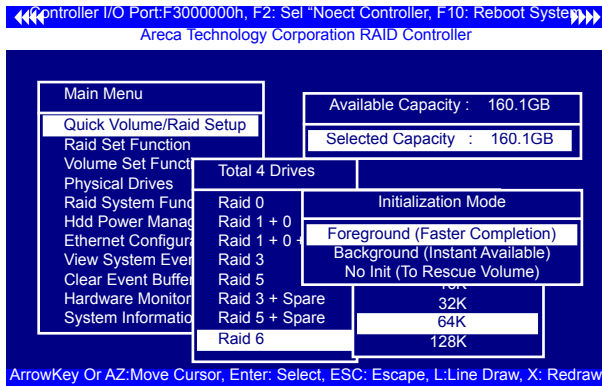 Controller I/O Port:F3000000h, F2: Sel "Noect Controller, F10: Reboot System
Areca Technology Corporation RAID Controller
Main Menu
Quick Volume/Raid Setup
Raid Set Function
Volume Set Funct
Physical Drives
Raid System Func
Hdd Power Manag
Ethernet Configura
View System Even
Clear Event Buffer
Hardware Monitor
System Informatio
Total 4 Drives
Raid 0
Raid 1 + 0
Raid 1 + 0 +
Raid 3
Raid 5
Raid 3 + Spare
Raid 5 + Spare
Raid 6
Available Capacity : 160.1GB
Selected Capacity : 160.1GB
Initialization Mode
Foreground (Faster Completion)
Background (Instant Available)
No Init (To Rescue Volume)
16K
32K
64K
128K
ArrowKey Or AZ:Move Cursor, Enter: Select, ESC: Escape, L:Line Draw, X: Redraw